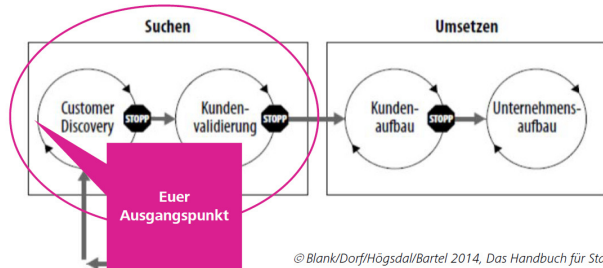 Suchen
Umsetzen
Customer
Discovery
STOPP
Kunden-
validierung
STOPP
Kunden-
aufbau
STOPP
Unternehmens-
aufbau
Euer
Ausgangspunkt
© Blank/Dorf/Högsdal/Bartel 2014, Das Handbuch für